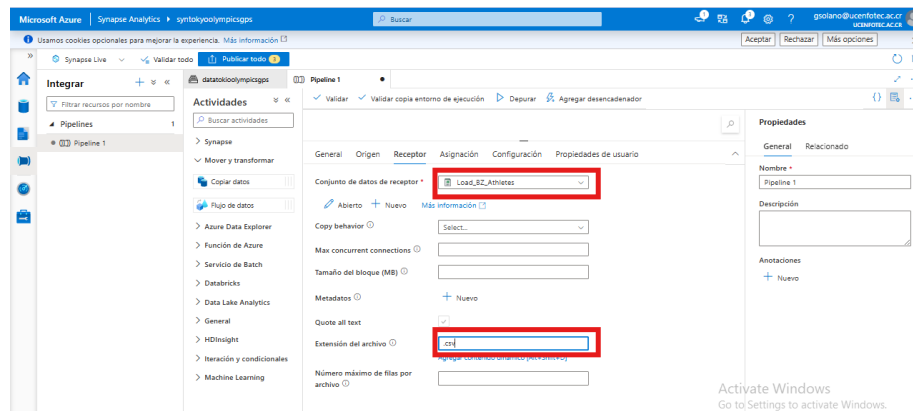 Microsoft Azure | Synapse Analytics ▸ syntokyoolympicsgps
Buscar
1
1
?
gsolano@ucenfotec.ac.cr
UCENFOTEC.AC.CR
Usamos cookies opcionales para mejorar la experiencia. Más información
Aceptar
Rechazar
Más opciones
»
Synapse Live
Validar todo
Publicar todo 3
Integrar
+
«
Filtrar recursos por nombre
Pipelines 1
Pipeline 1
datatokioolympicsgps
Pipeline 1
Actividades
«
Buscar actividades
Synapse
Mover y transformar
Copiar datos
Flujo de datos
Azure Data Explorer
Función de Azure
Servicio de Batch
Databricks
Data Lake Analytics
General
HDInsight
Iteración y condicionales
Machine Learning
Validar
Validar copia entorno de ejecución
Depurar
Agregar desencadenador
{}
General Origen Receptor Asignación Configuración Propiedades de usuario
Conjunto de datos de receptor *
Load_BZ_Athletes
Abierto
+ Nuevo
Más información
Copy behavior
Select...
Max concurrent connections
Tamaño del bloque (MB)
Metadatos
+ Nuevo
Quote all text
Extensión del archivo
.csv
Agregar contenido dinámico [Alt+Shift+D]
Número máximo de filas por
archivo
Propiedades
General Relacionado
Nombre *
Pipeline 1
Descripción
Anotaciones
+ Nuevo
Activate Windows
Go to Settings to activate Windows.